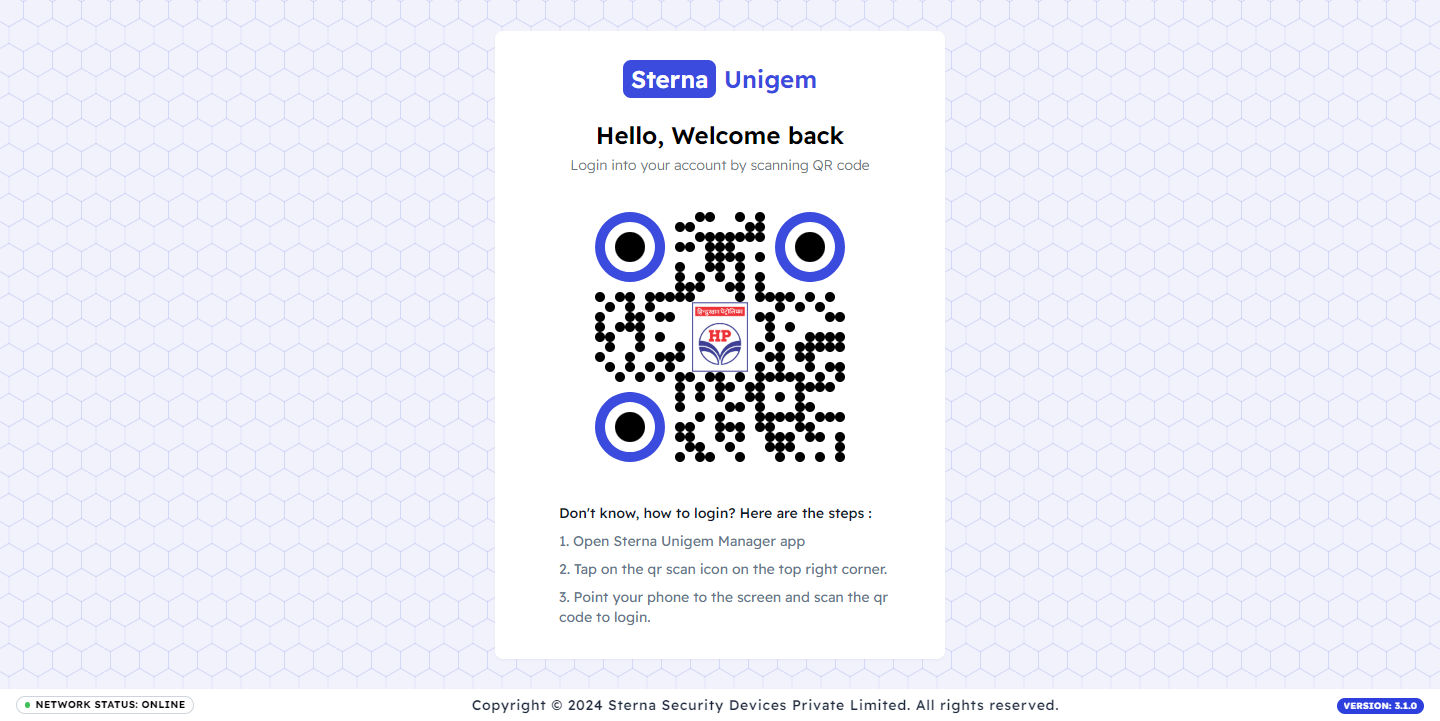 Sterna Unigem
Hello, Welcome back
Login into your account by scanning QR code
हिन्दुस्तान पेट्रोलियम
HP
Don't know, how to login? Here are the steps :
1. Open Sterna Unigem Manager app
2. Tap on the qr scan icon on the top right corner.
3. Point your phone to the screen and scan the qr
code to login.
NETWORK STATUS: ONLINE
Copyright © 2024 Sterna Security Devices Private Limited. All rights reserved.
VERSION: 3.1.0